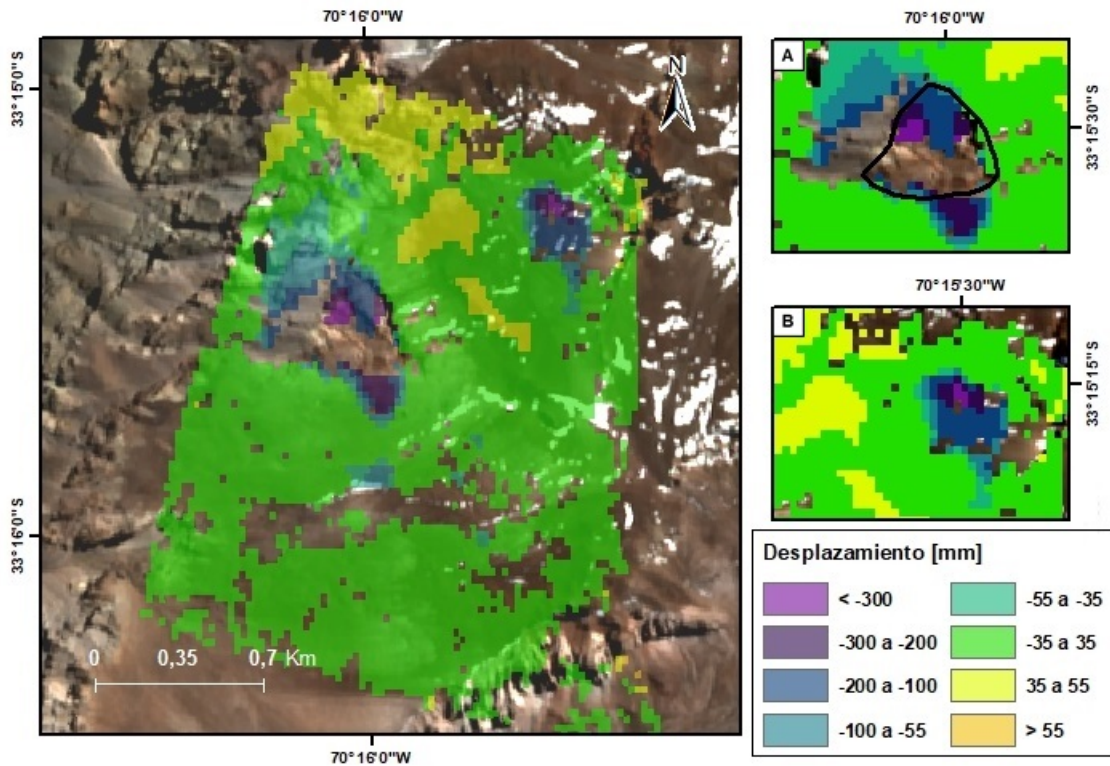 70° 16'0"W
70° 16'0"W
33° 15'0"S
N
A
33° 15'30"S
70° 15'30"W
B
33° 15'15"S
33° 16'0"S
Desplazamiento [mm]
< -300
-55 a -35
-300 a -200
-35 a 35
-200 a -100
35 a 55
-100 a -55
> 55
0 0,35 0,7 Km
70° 16'0"W